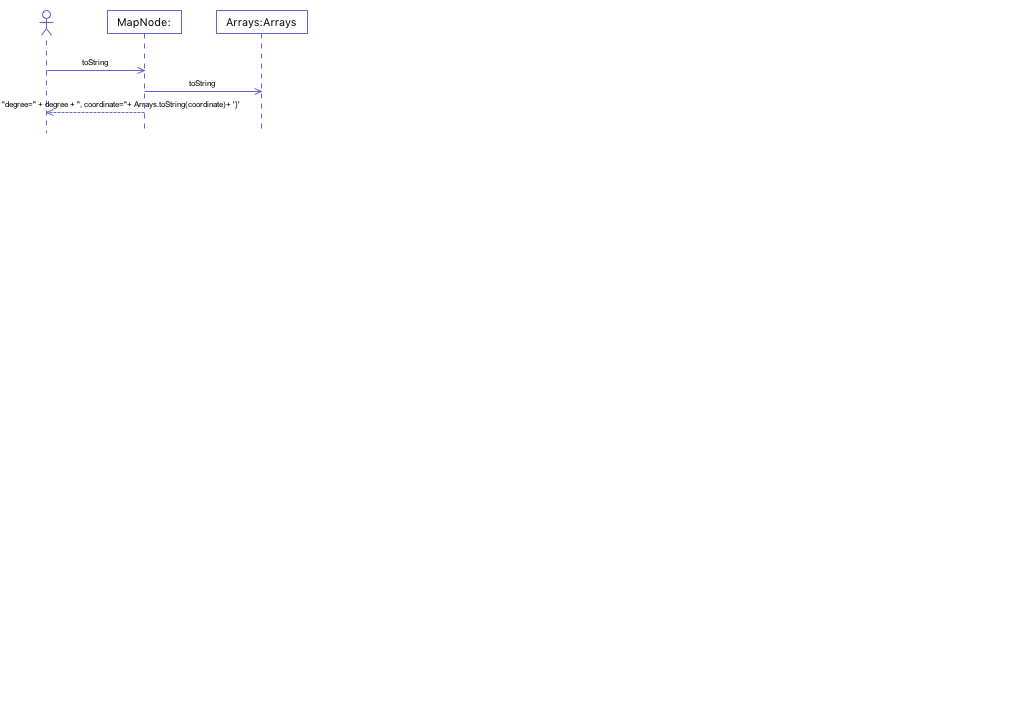 MapNode:
Arrays:Arrays
toString
toString
"degree=" + degree + ", coordinate="+ Arrays.toString(coordinate)+ '}'